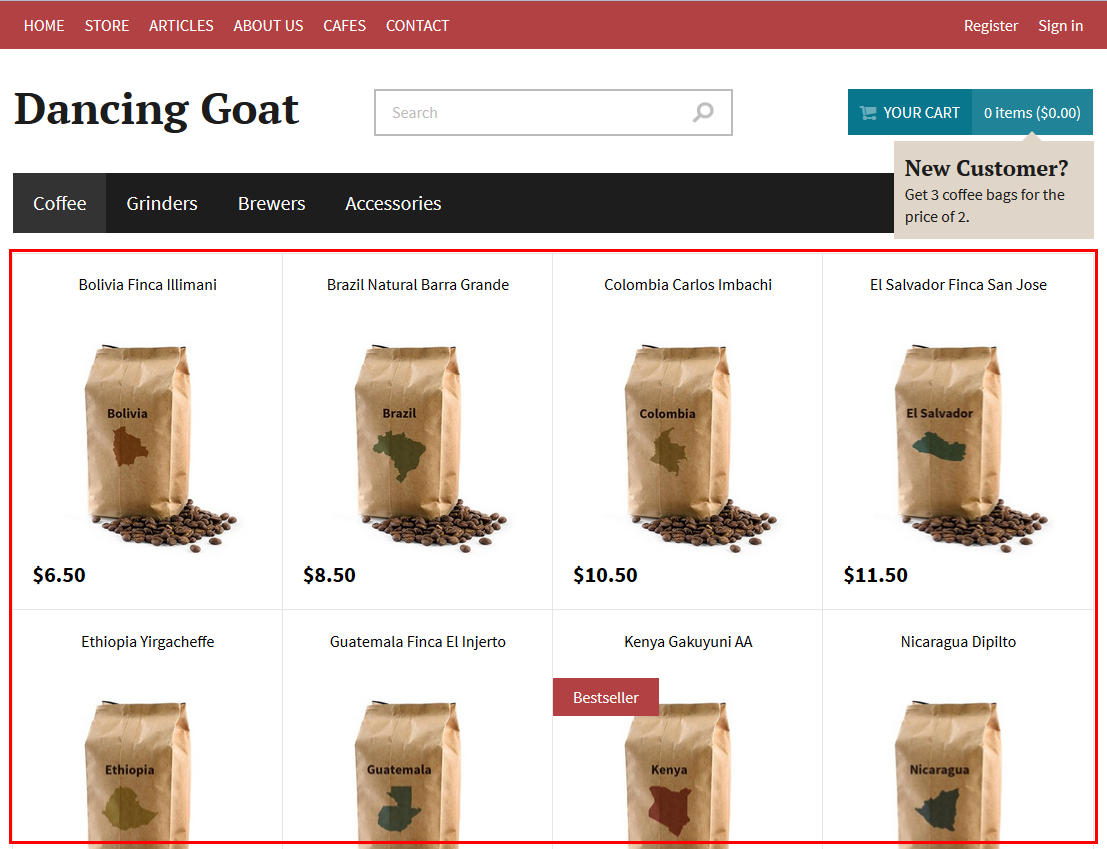 HOME STORE ARTICLES ABOUT US CAFES CONTACT Register Sign in
Dancing Goat
Search
YOUR CART 0 items ($0.00)
New Customer?
Get 3 coffee bags for the
price of 2.
Coffee Grinders Brewers Accessories
Bolivia Finca Illimani
Brazil Natural Barra Grande
Colombia Carlos Imbachi
El Salvador Finca San Jose
Bolivia
Brazil
Colombia
El Salvador
$6.50
$8.50
$10.50
$11.50
Ethiopia Yirgacheffe
Guatemala Finca El Injerto
Kenya Gakuyuni AA
Nicaragua Dipilto
Bestseller
Ethiopia
Guatemala
Kenya
Nicaragua